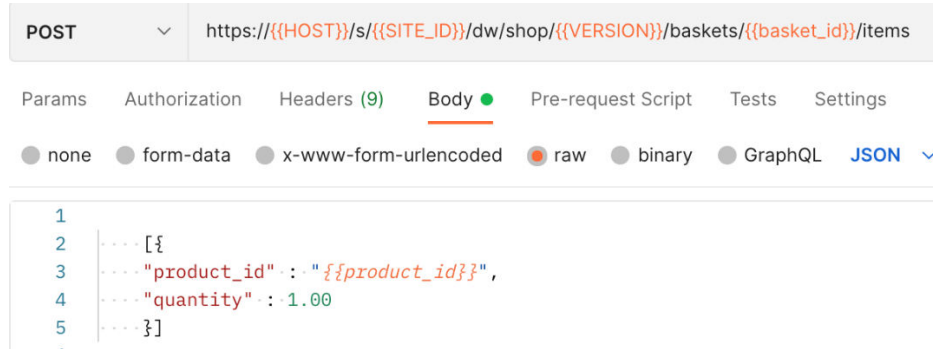 POST https://{{HOST}}/s/{{SITE_ID}}/dw/shop/{{VERSION}}/baskets/{{basket_id}}/items
Params Authorization Headers (9) Body Pre-request Script Tests Settings
none form-data x-www-form-urlencoded raw binary GraphQL JSON
1
2 [{
3 "product_id" : "{{product_id}}",
4 "quantity" : 1.00
5 }]